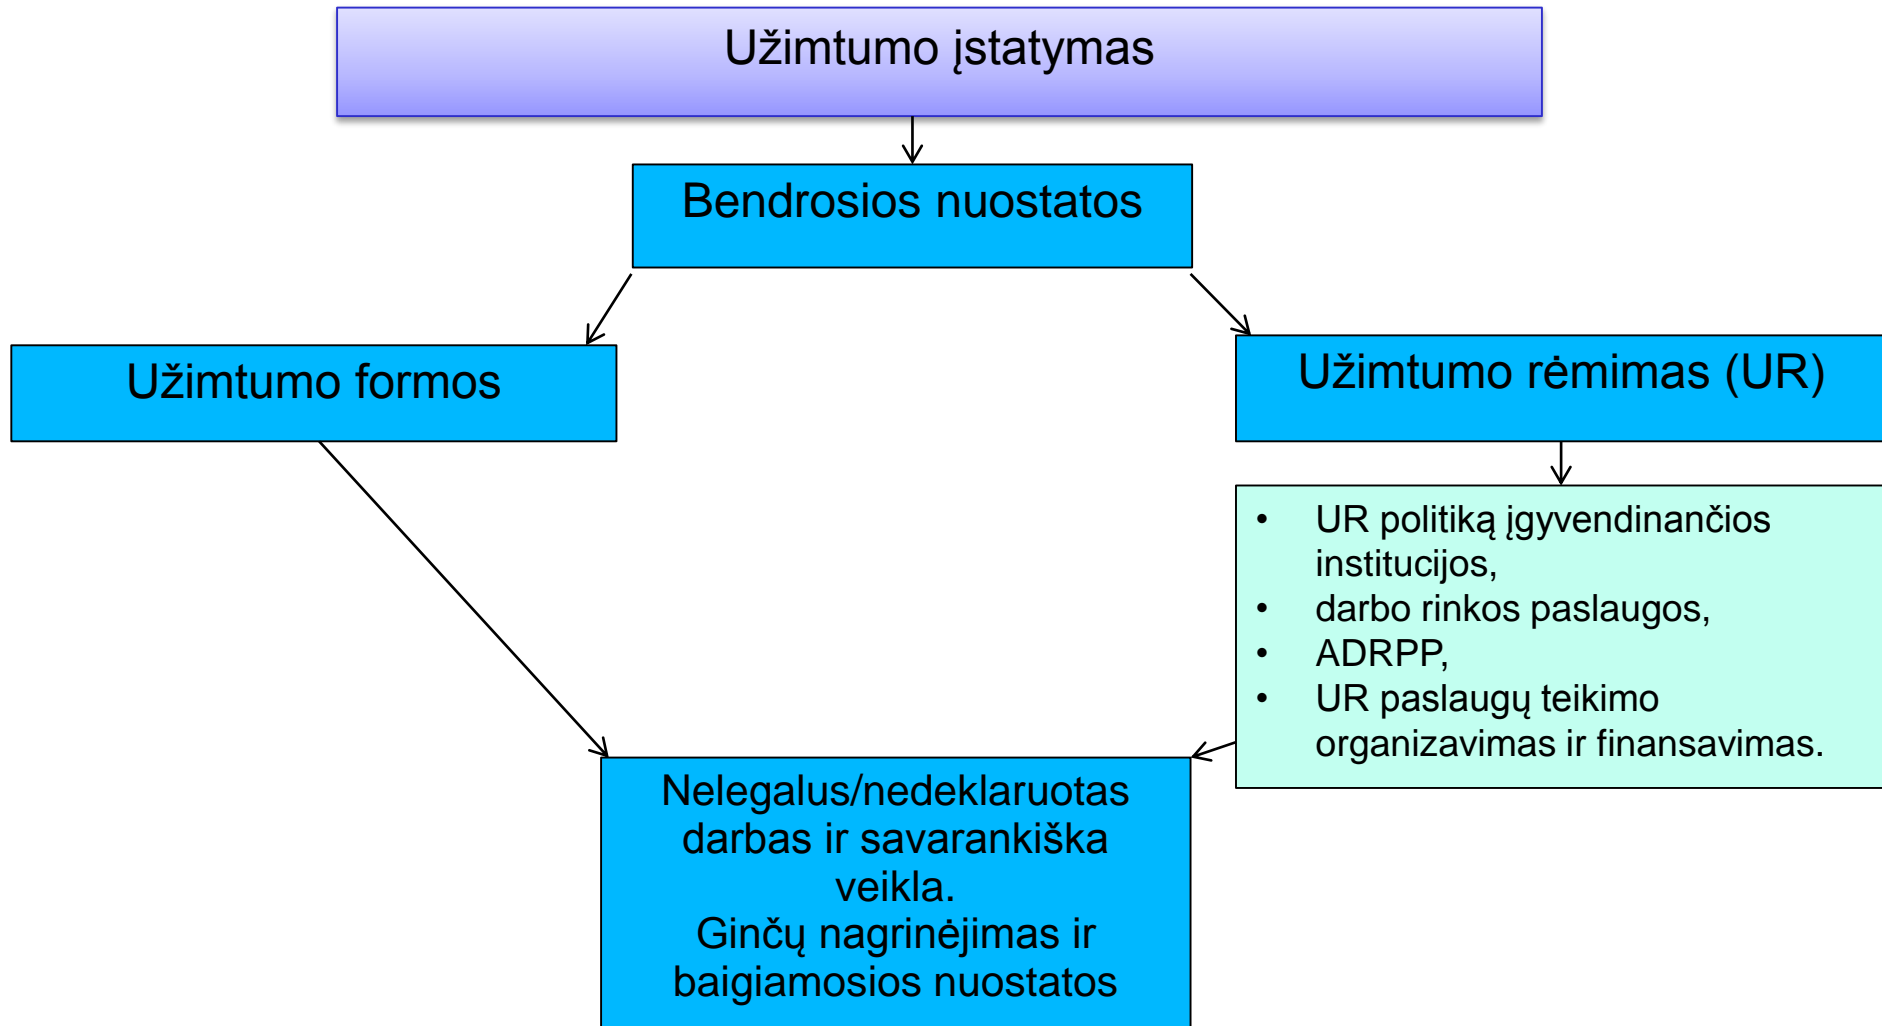 Užimtumo įstatymas
Bendrosios nuostatos
Užimtumo formos
Užimtumo rėmimas (UR)
• UR politiką įgyvendinančios
institucijos,
• darbo rinkos paslaugos,
• ADRPP,
• UR paslaugų teikimo
organizavimas ir finansavimas.
Nelegalus/nedeklaruotas
darbas ir savarankiška
veikla.
Ginčų nagrinėjimas ir
baigiamosios nuostatos